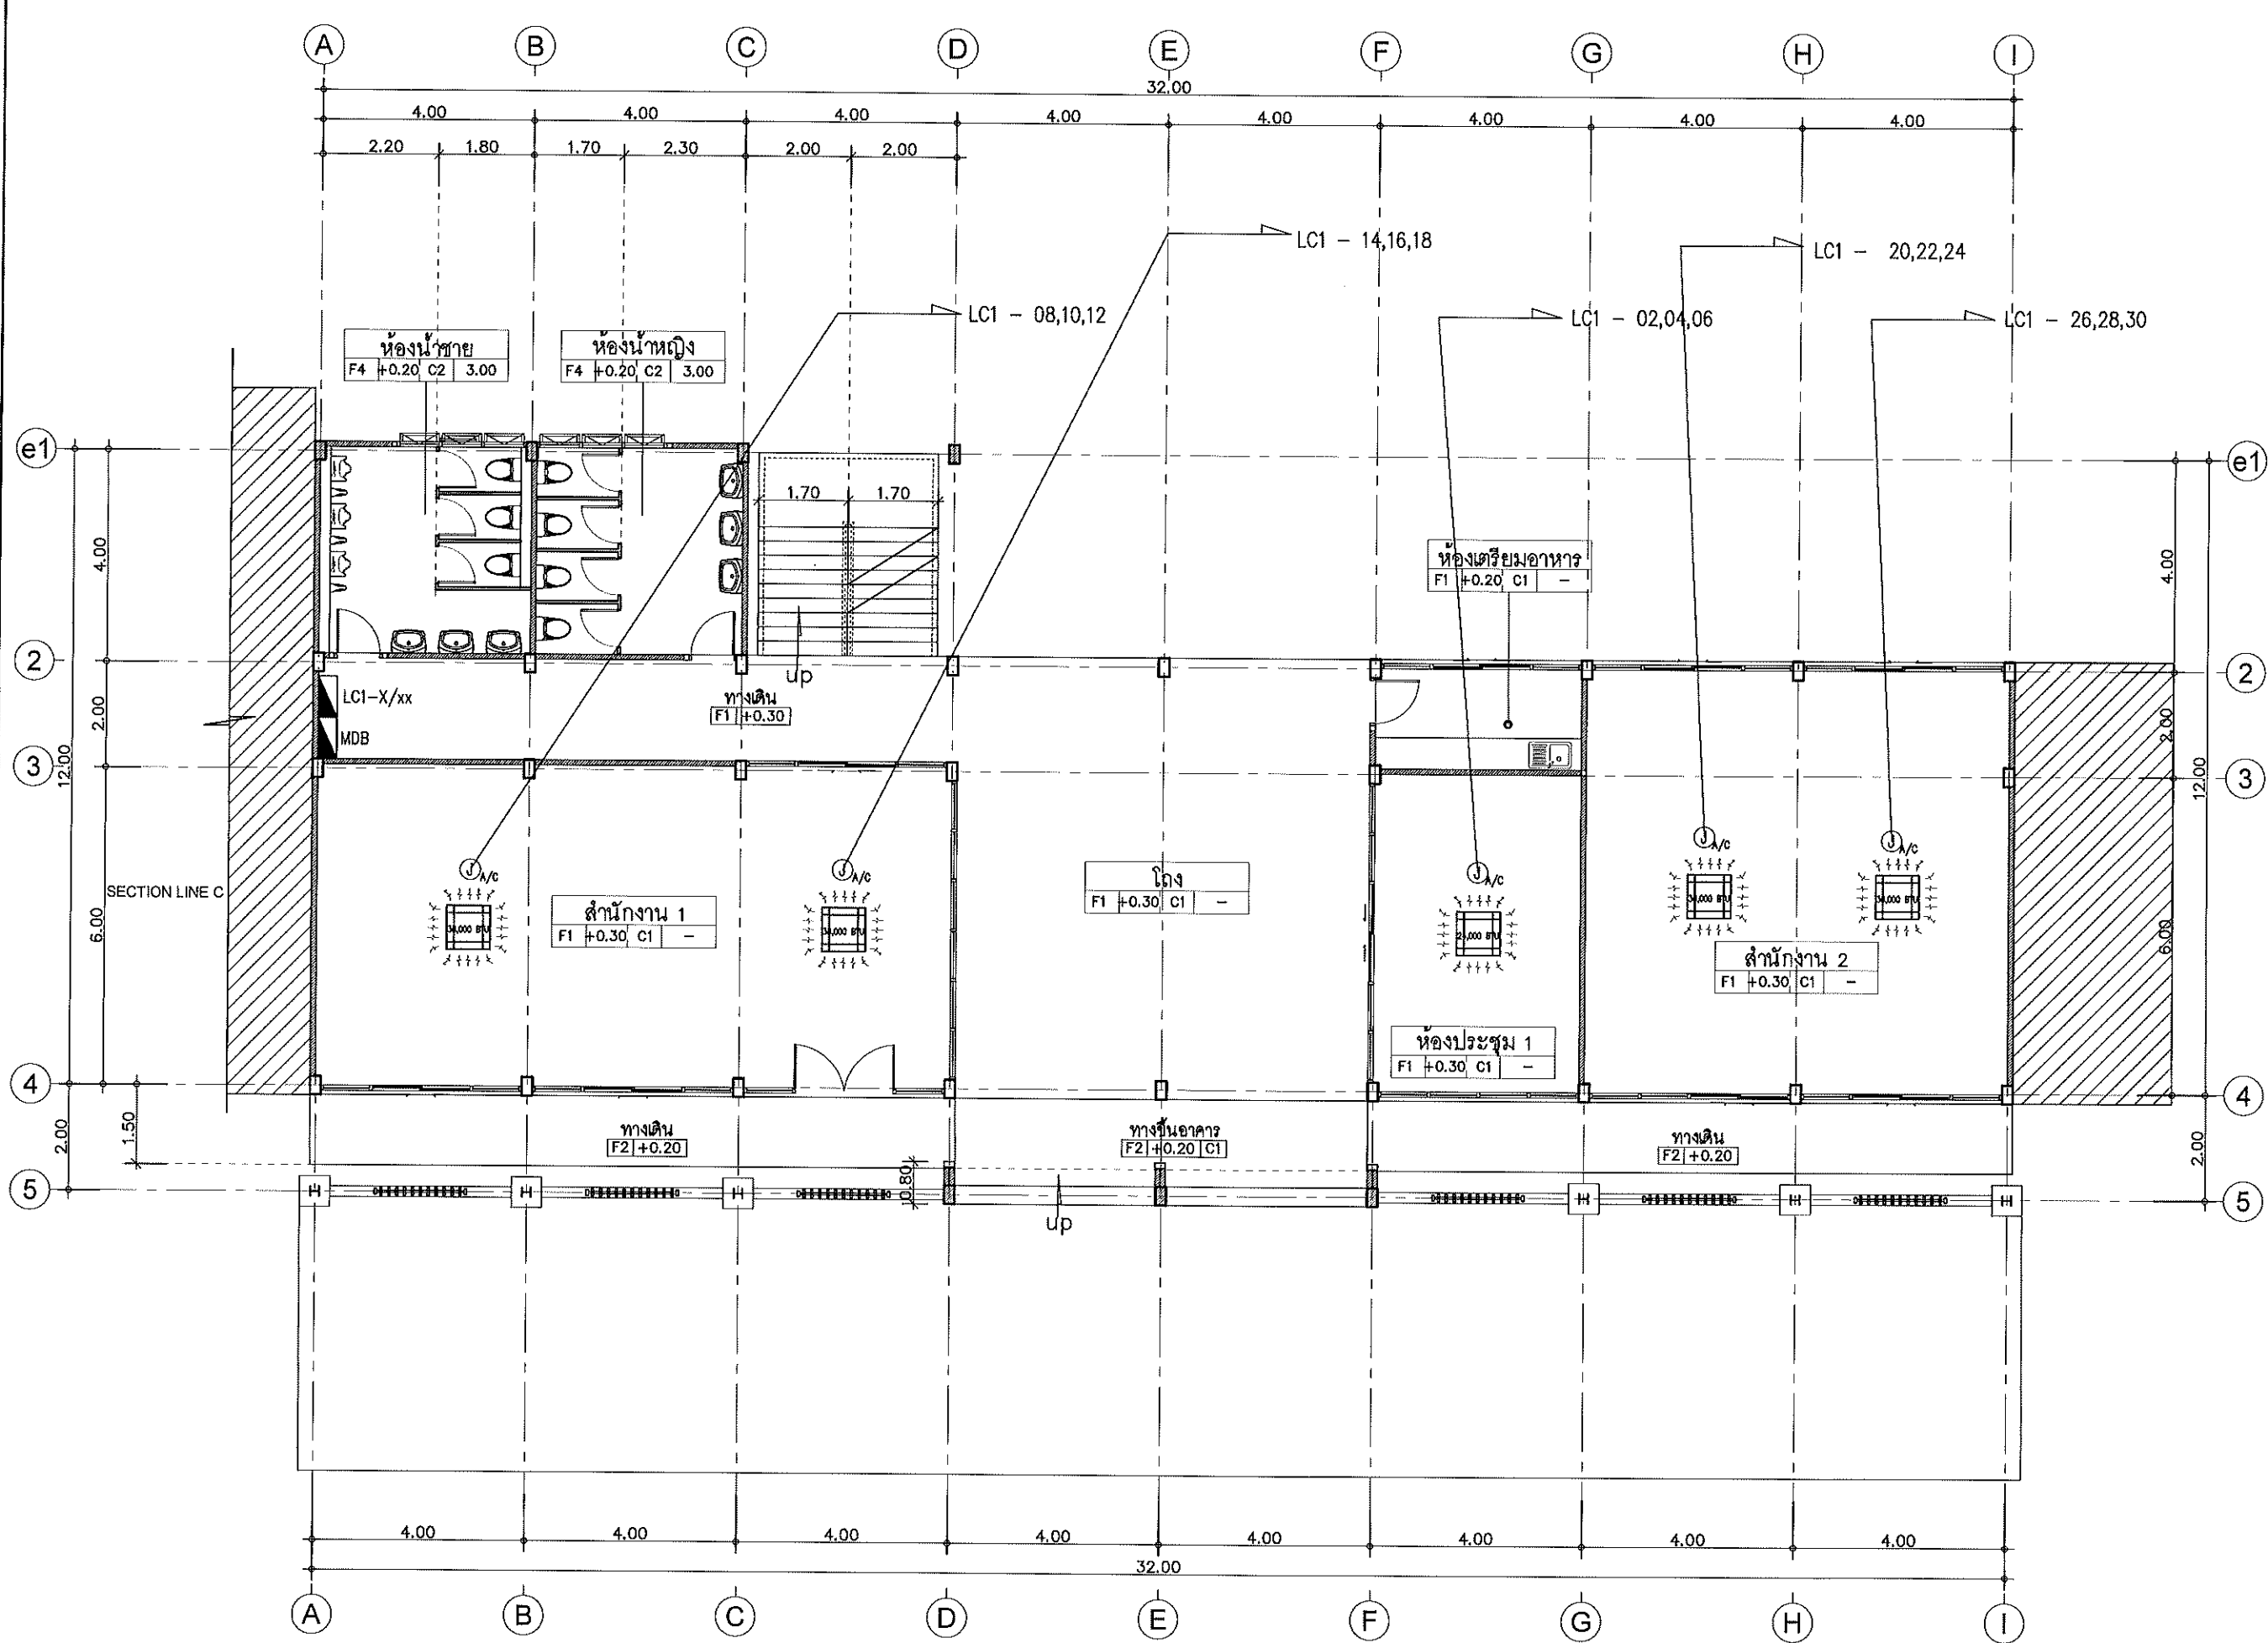 A B C D E F G H I
32.00
4.00 4.00 4.00 4.00 4.00 4.00 4.00 4.00
2.20 1.80 1.70 2.30 2.00 2.00
LC1 - 14,16,18
LC1 - 20,22,24
LC1 - 08,10,12
LC1 - 02,04,06
LC1 - 26,28,30
ห้องน้ำชาย
F4 +0.20 C2 3.00
ห้องน้ำหญิง
F4 +0.20 C2 3.00
e1 e1
1.70 1.70
4.00 4.00
ห้องเตรียมอาหาร
F1 +0.20 C1 -
2 2
up
LC1-X/xx
ทางเดิน
F1 +0.30
2.00 2.00
MDB
3 3
12.00 12.00
J A/C
J A/C
J A/C
J A/C
J A/C
SECTION LINE C
6.00 6.00
สำนักงาน 1
F1 +0.30 C1 -
โถง
F1 +0.30 C1 -
สำนักงาน 2
F1 +0.30 C1 -
ห้องประชุม 1
F1 +0.30 C1 -
4 4
1.50
2.00 2.00
ทางเดิน
F2 +0.20
ทางขึ้นอาคาร
F2 +0.20 C1
ทางเดิน
F2 +0.20
0.80
5 5
up
4.00 4.00 4.00 4.00 4.00 4.00 4.00 4.00
32.00
A B C D E F G H I